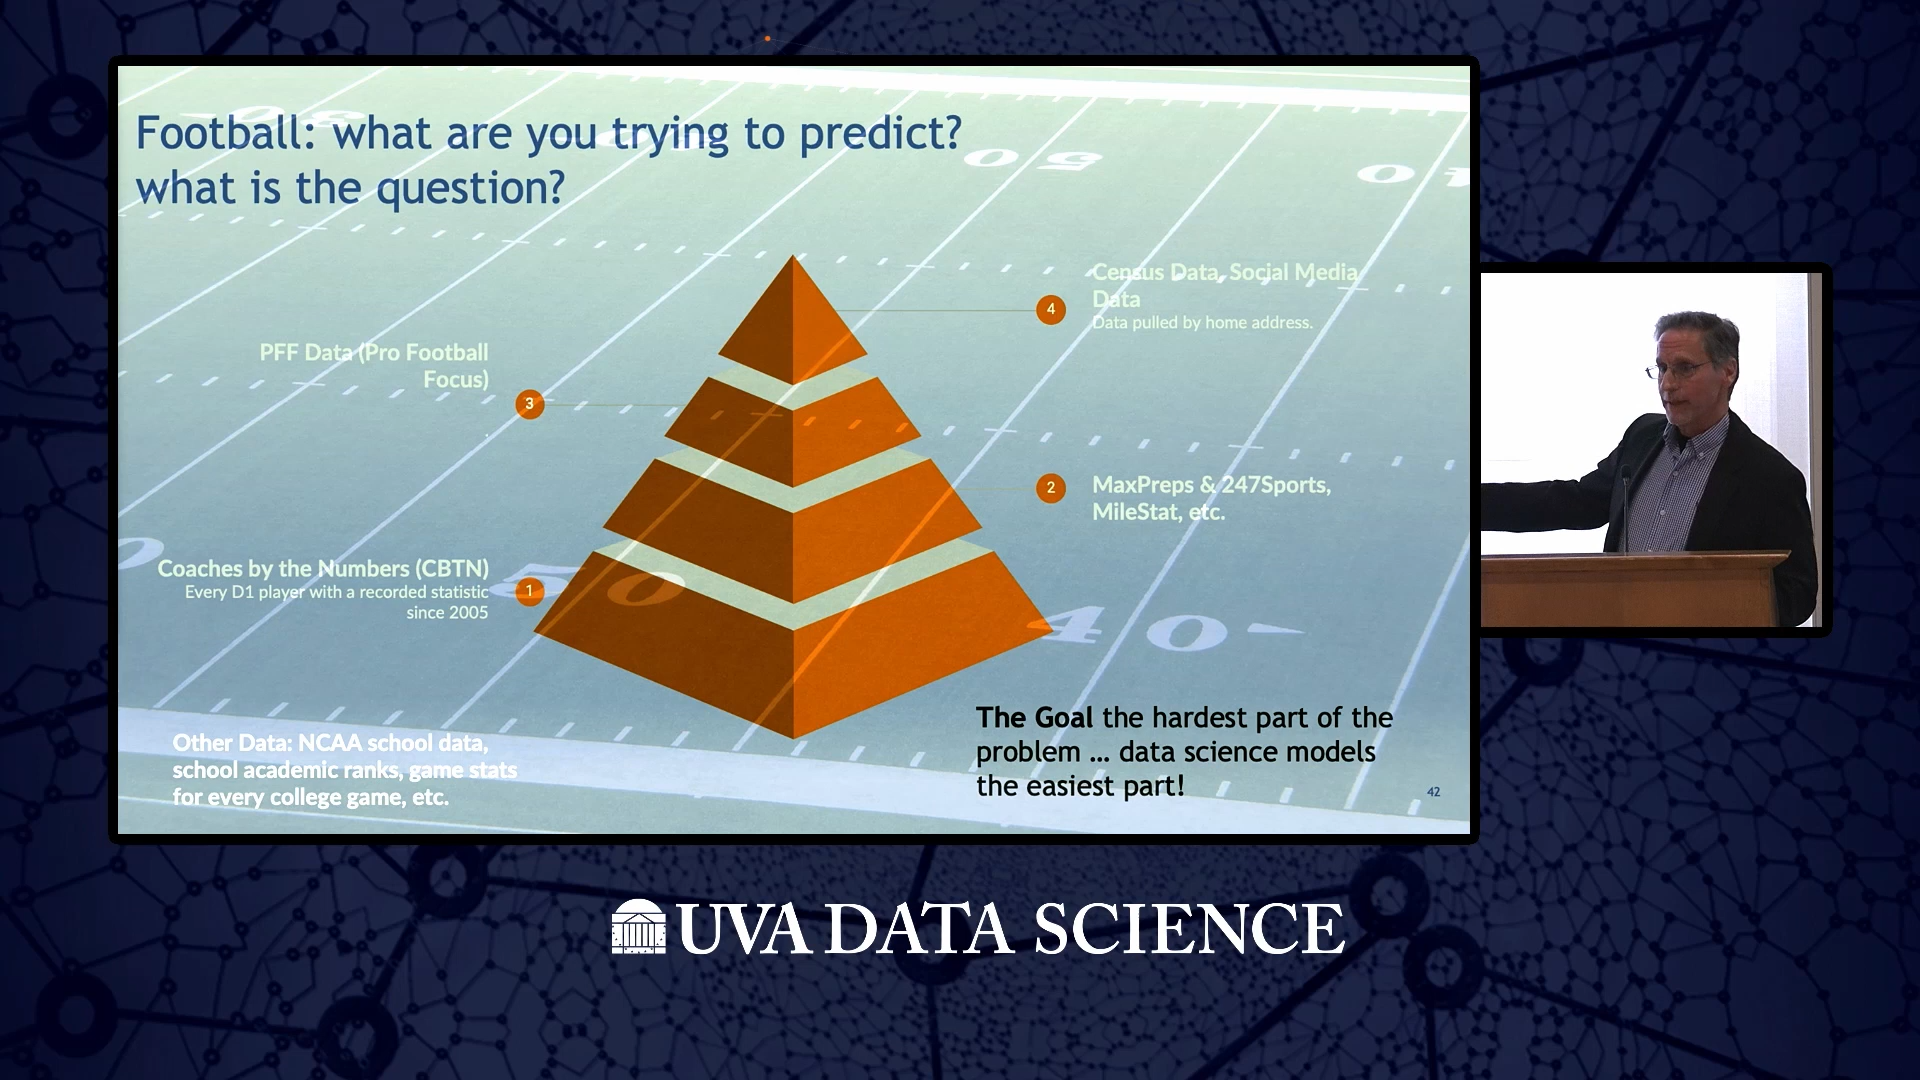 Football: what are you trying to predict?
what is the question?
Census Data, Social Media
Data
Data pulled by home address.
4
PFF Data (Pro Football
Focus)
3
MaxPreps & 247Sports,
MileStat, etc.
2
Coaches by the Numbers (CBTN)
Every D1 player with a recorded statistic
since 2005
1
Other Data: NCAA school data,
school academic ranks, game stats
for every college game, etc.
The Goal the hardest part of the
problem ... data science models
the easiest part!
42
50
50
40
UVA DATA SCIENCE